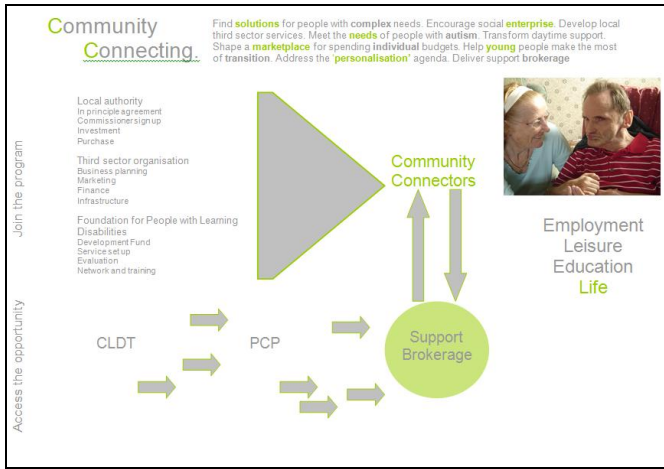 Community
Connecting.
Find solutions for people with complex needs. Encourage social enterprise. Develop local
third sector services. Meet the needs of people with autism. Transform daytime support.
Shape a marketplace for spending individual budgets. Help young people make the most
of transition. Address the 'personalisation' agenda. Deliver support brokerage
Join the program
Local authority
In principle agreement
Commissioner sign up
Investment
Purchase
Third sector organisation
Business planning
Marketing
Finance
Infrastructure
Foundation for People with Learning
Disabilities
Development Fund
Service set up
Evaluation
Network and training
Community
Connectors
Employment
Leisure
Education
Life
Access the opportunity
CLDT
PCP
Support
Brokerage